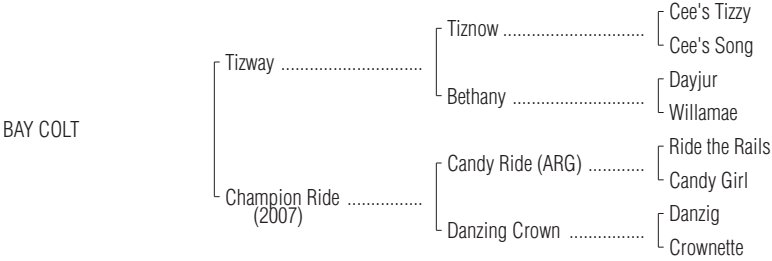 Cee's Tizzy
Tiznow ..............................
Cee's Song
Tizway ..............................
Dayjur
Bethany ............................
Willamae
BAY COLT
Ride the Rails
Candy Ride (ARG) ............
Candy Girl
Champion Ride ................
(2007)
Danzig
Danzing Crown ................
Crownette